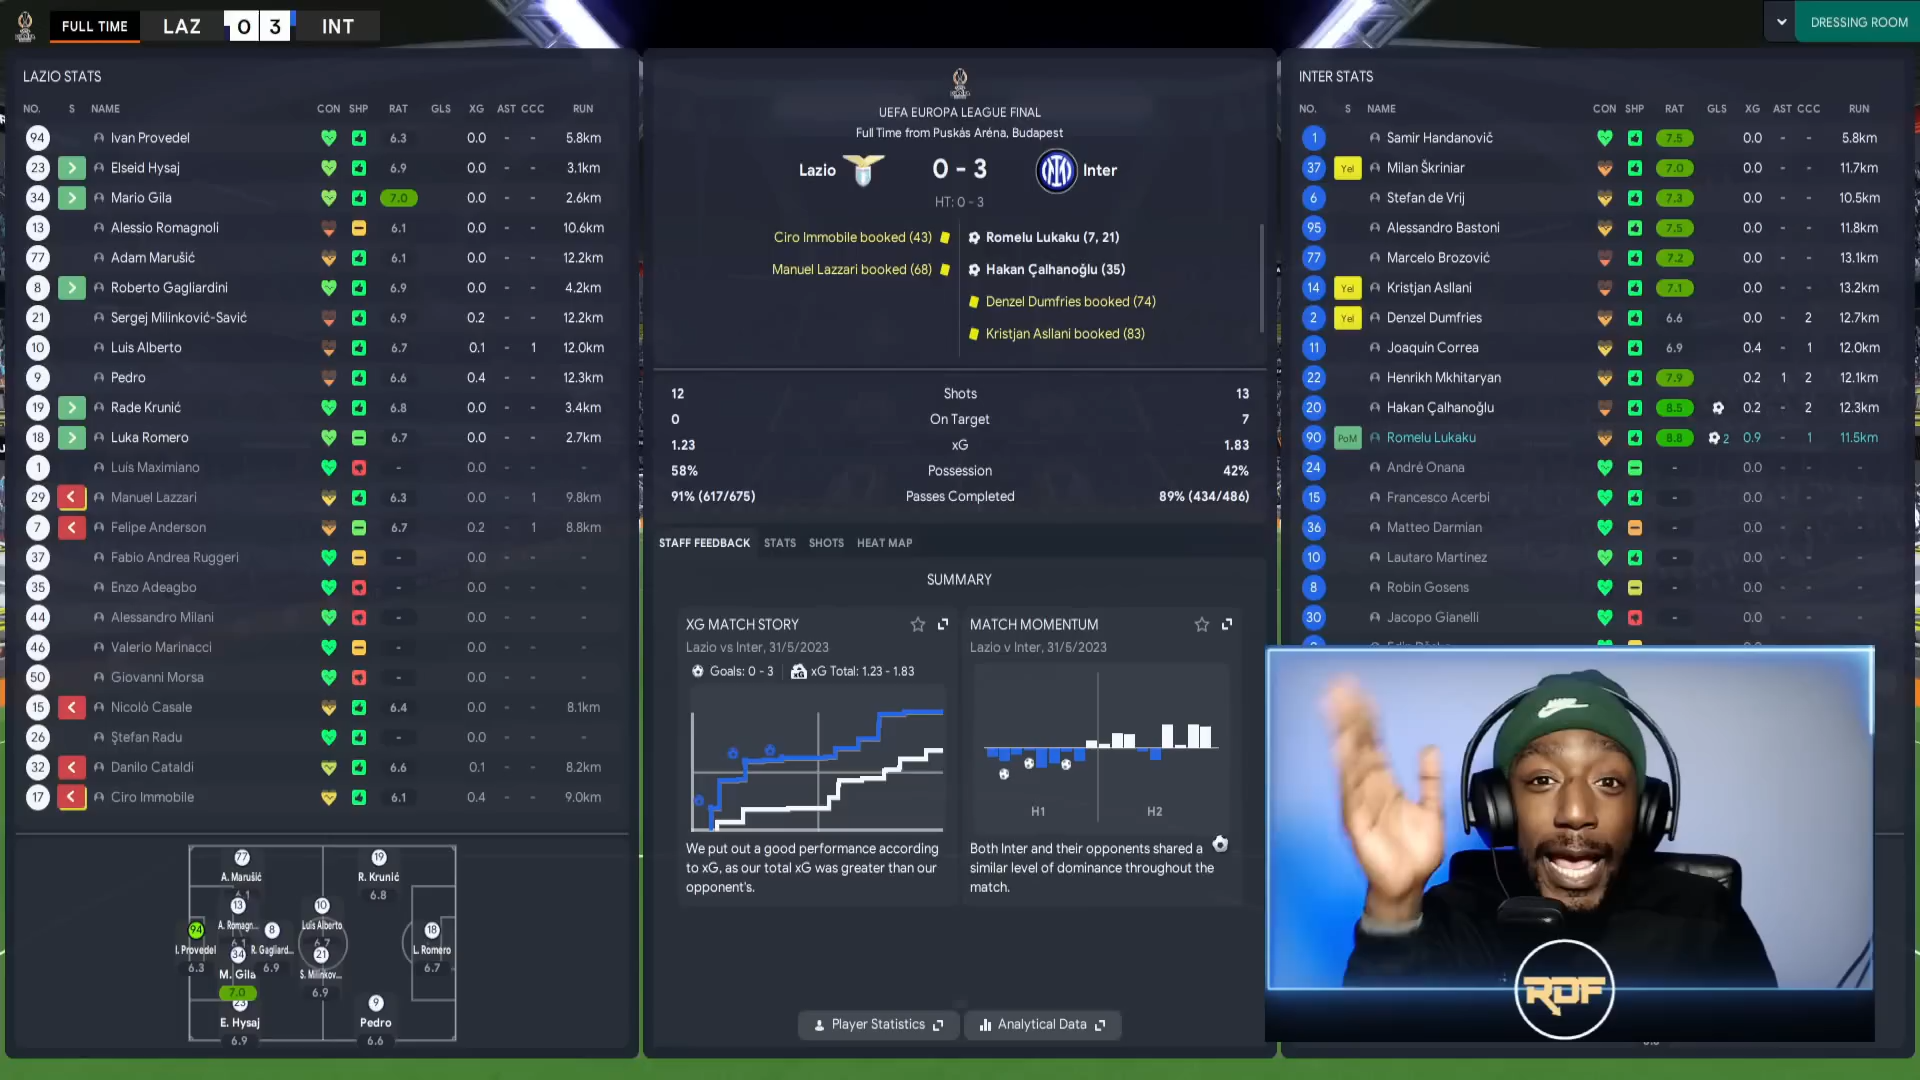 FULL TIME LAZ 0 3 INT
DRESSING ROOM
LAZIO STATS
NO. S NAME CON SHP RAT GLS XG AST CCC RUN
94 Ivan Provedel 6.3 0.0 - - 5.8km
23 Elseid Hysaj 6.9 0.0 - - 3.1km
34 Mario Gila 7.0 0.0 - - 2.6km
13 Alessio Romagnoli 6.1 0.0 - - 10.6km
77 Adam Marušić 6.1 0.0 - - 12.2km
8 Roberto Gagliardini 6.9 0.0 - - 4.2km
21 Sergej Milinković-Savić 6.9 0.2 - - 12.2km
10 Luis Alberto 6.7 0.1 - 1 12.0km
9 Pedro 6.6 0.4 - - 12.3km
19 Rade Krunić 6.8 0.0 - - 3.4km
18 Luka Romero 6.7 0.0 - - 2.7km
1 Luís Maximiano - 0.0 - - -
29 Manuel Lazzari 6.3 0.0 - 1 9.8km
7 Felipe Anderson 6.7 0.2 - 1 8.8km
37 Fabio Andrea Ruggeri - 0.0 - - -
35 Enzo Adeagbo - 0.0 - - -
44 Alessandro Milani - 0.0 - - -
46 Valerio Marinacci - 0.0 - - -
50 Giovanni Morsa - 0.0 - - -
15 Nicolò Casale 6.4 0.0 - - 8.1km
26 Ştefan Radu - 0.0 - - -
32 Danilo Cataldi 6.6 0.1 - - 8.2km
17 Ciro Immobile 6.1 0.4 - - 9.0km
77 19
A. Marušić R. Krunić
6.1 6.8
13 10
94 A. Romagn... 8 Luis Alberto 18
6.1 6.7
I. Provedel 34 R. Gagliard... 21 L. Romero
6.3 M. Gila 6.9 S. Milinkov... 6.7
7.0 6.9
23 9
E. Hysaj Pedro
6.9 6.6
UEFA EUROPA LEAGUE FINAL
Full Time from Puskás Aréna, Budapest
Lazio 0 - 3 Inter
HT: 0 - 3
Ciro Immobile booked (43) Romelu Lukaku (7, 21)
Manuel Lazzari booked (68) Hakan Çalhanoğlu (35)
Denzel Dumfries booked (74)
Kristjan Asllani booked (83)
12 Shots 13
0 On Target 7
1.23 xG 1.83
58% Possession 42%
91% (617/675) Passes Completed 89% (434/486)
STAFF FEEDBACK STATS SHOTS HEAT MAP
SUMMARY
XG MATCH STORY
Lazio vs Inter, 31/5/2023
Goals: 0 - 3 xG Total: 1.23 - 1.83
We put out a good performance according
to xG, as our total xG was greater than our
opponent's.
MATCH MOMENTUM
Lazio v Inter, 31/5/2023
H1 H2
Both Inter and their opponents shared a
similar level of dominance throughout the
match.
Player Statistics Analytical Data
INTER STATS
NO. S NAME CON SHP RAT GLS XG AST CCC RUN
1 Samir Handanovič 7.5 0.0 - - 5.8km
37 Yel Milan Škriniar 7.0 0.0 - - 11.7km
6 Stefan de Vrij 7.3 0.0 - - 10.5km
95 Alessandro Bastoni 7.5 0.0 - - 11.8km
77 Marcelo Brozović 7.2 0.0 - - 13.1km
14 Yel Kristjan Asllani 7.1 0.0 - - 13.2km
2 Yel Denzel Dumfries 6.6 0.0 - 2 12.7km
11 Joaquín Correa 6.9 0.4 - 1 12.0km
22 Henrikh Mkhitaryan 7.9 0.2 1 2 12.1km
20 Hakan Çalhanoğlu 8.5 0.2 - 2 12.3km
90 PoM Romelu Lukaku 8.8 2 0.9 - 1 11.5km
24 André Onana - 0.0 - - -
15 Francesco Acerbi - 0.0 - - -
36 Matteo Darmian - 0.0 - - -
10 Lautaro Martínez - 0.0 - - -
8 Robin Gosens - 0.0 - - -
30 Jacopo Gianelli - 0.0 - - -
RDF